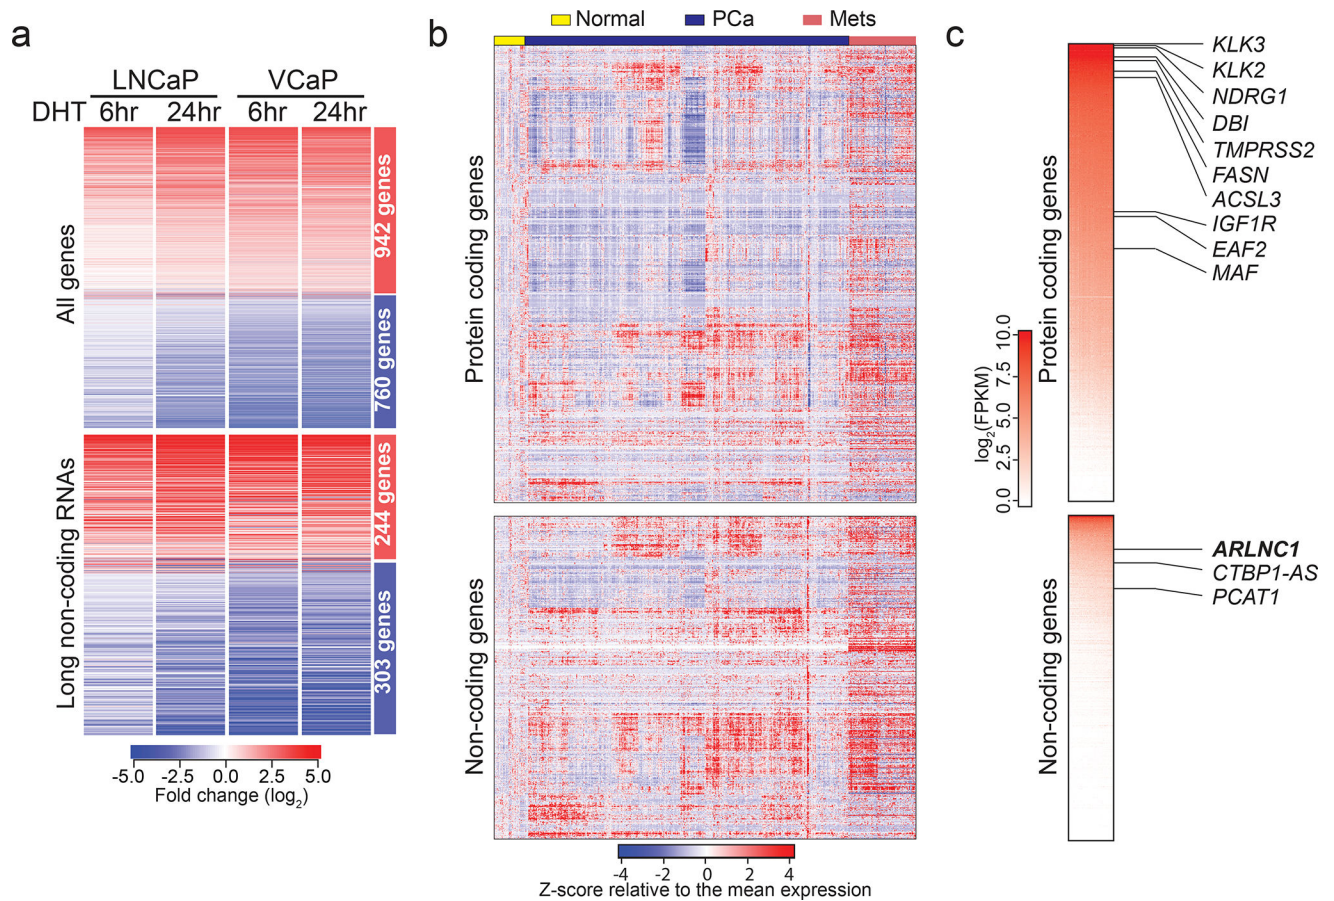 a
LNCaP VCaP
DHT 6hr 24hr 6hr 24hr
All genes
942 genes
760 genes
Long non-coding RNAs
244 genes
303 genes
-5.0 -2.5 0.0 2.5 5.0
Fold change (log2)
b
Normal PCa Mets
Protein coding genes
Non-coding genes
-4 -2 0 2 4
Z-score relative to the mean expression
c
Protein coding genes
KLK3
KLK2
NDRG1
DBI
TMPRSS2
FASN
ACSL3
IGF1R
EAF2
MAF
log2(FPKM)
0.0 2.5 5.0 7.5 10.0
Non-coding genes
ARLNC1
CTBP1-AS
PCAT1